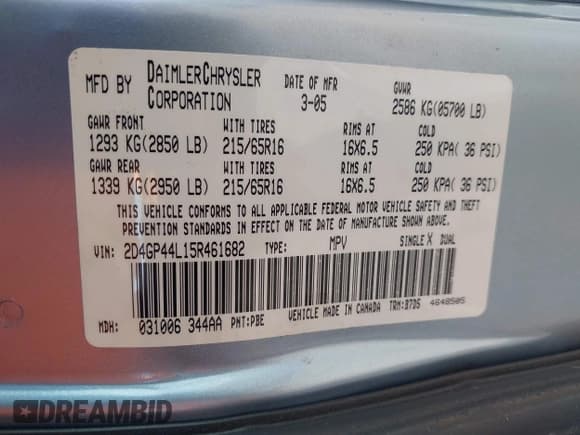 MFD BY DAIMLERCHRYSLER CORPORATION DATE OF MFR 3-05 GVWR 2586 KG(05700 LB)
GAWR FRONT WITH TIRES RIMS AT COLD
1293 KG(2850 LB) 215/65R16 16X6.5 250 KPA( 36 PSI)
GAWR REAR WITH TIRES RIMS AT COLD
1339 KG(2950 LB) 215/65R16 16X6.5 250 KPA( 36 PSI)
THIS VEHICLE CONFORMS TO ALL APPLICABLE FEDERAL MOTOR VEHICLE SAFETY AND THEFT
PREVENTION STANDARDS IN EFFECT ON THE DATE OF MANUFACTURE SHOWN ABOVE.
VIN: 2D4GP44L15R461682 TYPE: MPV SINGLE X DUAL
MDH: 031006 344AA PNT:PBE VEHICLE MADE IN CANADA TRM:B7D5 4648505
DREAMBID